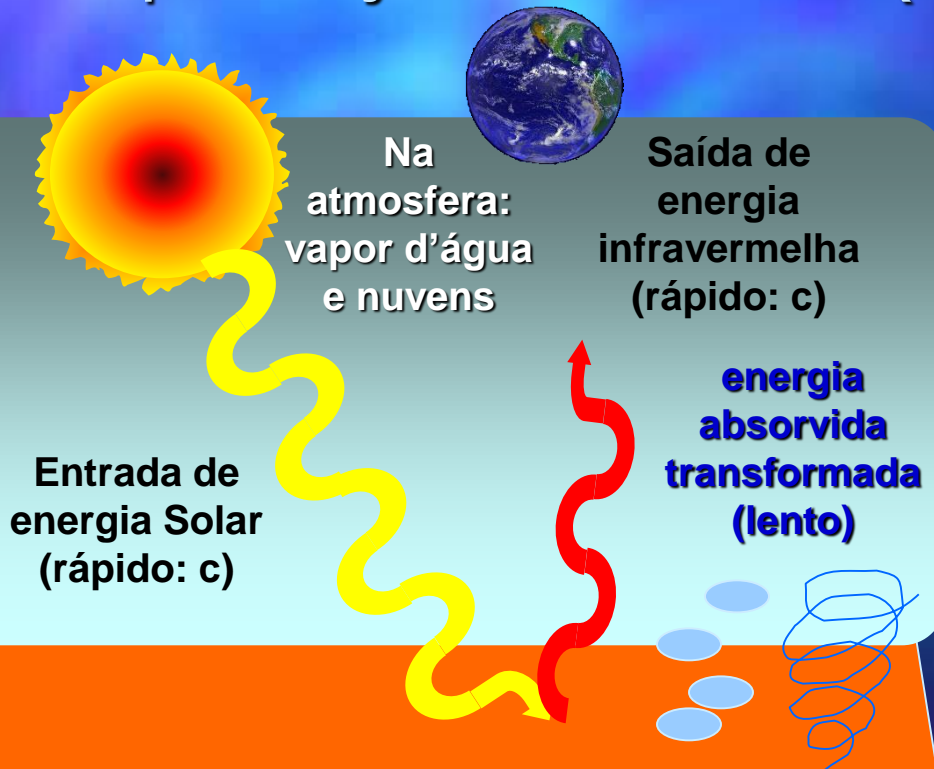 Na
atmosfera:
vapor d’água
e nuvens
Saída de
energia
infravermelha
(rápido: c)
energia
absorvida
transformada
(lento)
Entrada de
energia Solar
(rápido: c)